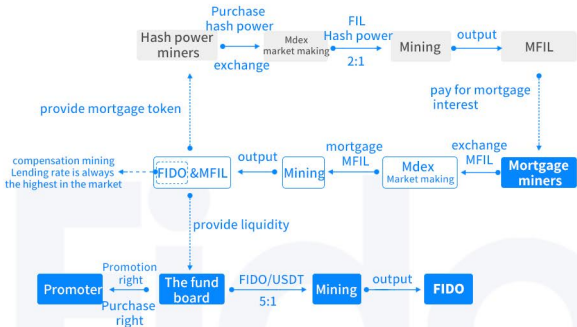 Purchase
hash power
FIL
Hash power
Hash power
miners
Mdex
market making
Mining
output
MFIL
exchange
2:1
provide mortgage token
pay for mortgage
interest
compensation mining
Lending rate is always
the highest in the market
FIDO &MFIL
output
Mining
mortgage
MFIL
Mdex
Market making
exchange
MFIL
Mortgage
miners
provide liquidity
Promoter
Promotion
right
Purchase
right
The fund
board
FIDO/USDT
5:1
Mining
output
FIDO
Fido